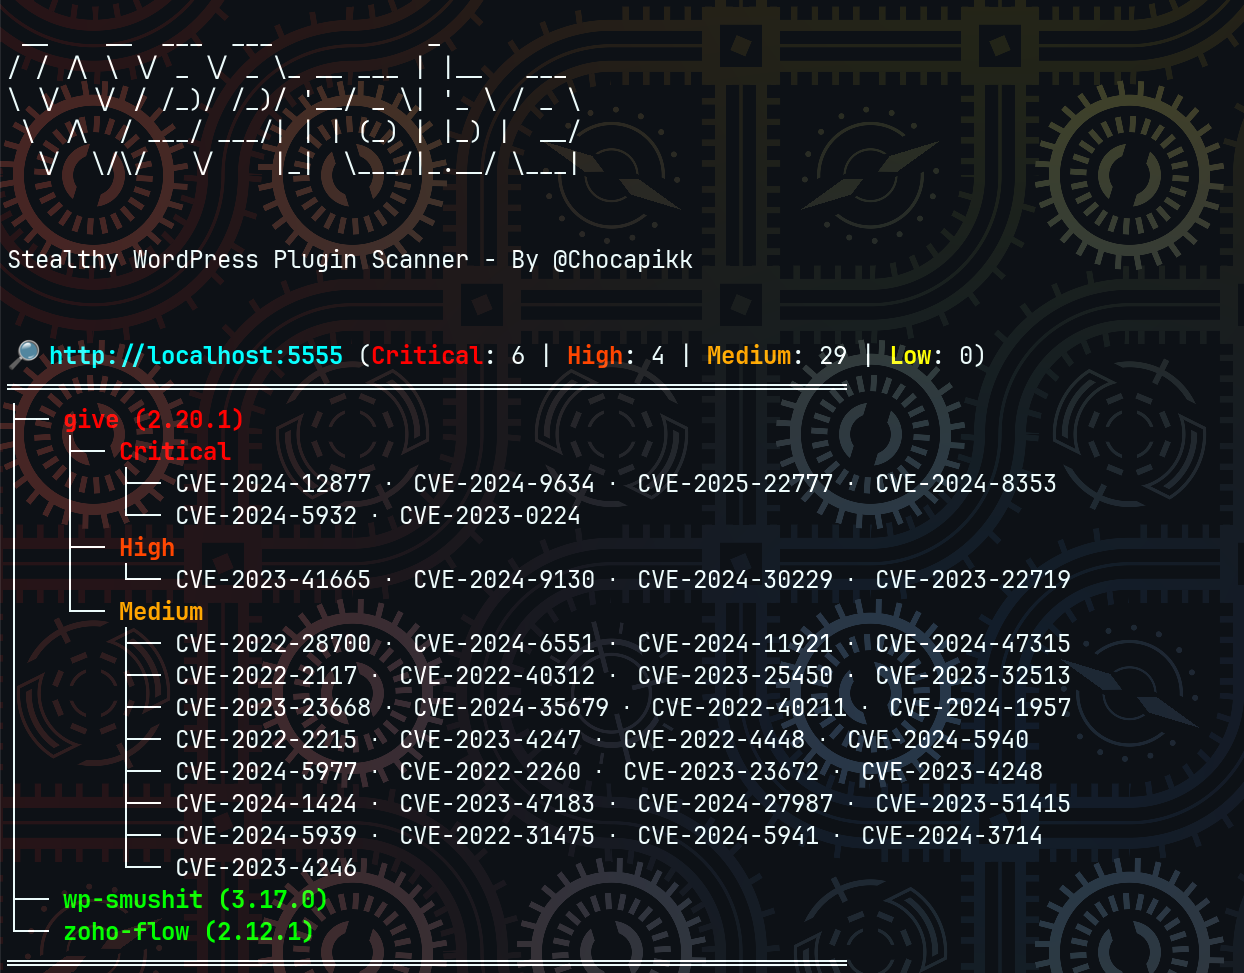 __    __  ___  ___           _
/ / /\ \ \/ _ \/ _ \_ __ ___ | |__   ___
\ \/  \/ / /_)/ /_)/ '__/ _ \| '_ \ / _ \
 \  /\  / ___/ ___/| | | (_) | |_) |  __/
  \/  \/\/   \/    |_|  \___/|_.__/ \___|
Stealthy WordPress Plugin Scanner - By @Chocapikk
🔎 http://localhost:5555 (Critical: 6 | High: 4 | Medium: 29 | Low: 0)
give (2.20.1)
Critical
CVE-2024-12877 · CVE-2024-9634 · CVE-2025-22777 · CVE-2024-8353
CVE-2024-5932 · CVE-2023-0224
High
CVE-2023-41665 · CVE-2024-9130 · CVE-2024-30229 · CVE-2023-22719
Medium
CVE-2022-28700 · CVE-2024-6551 · CVE-2024-11921 · CVE-2024-47315
CVE-2022-2117 · CVE-2022-40312 · CVE-2023-25450 · CVE-2023-32513
CVE-2023-23668 · CVE-2024-35679 · CVE-2022-40211 · CVE-2024-1957
CVE-2022-2215 · CVE-2023-4247 · CVE-2022-4448 · CVE-2024-5940
CVE-2024-5977 · CVE-2022-2260 · CVE-2023-23672 · CVE-2023-4248
CVE-2024-1424 · CVE-2023-47183 · CVE-2024-27987 · CVE-2023-51415
CVE-2024-5939 · CVE-2022-31475 · CVE-2024-5941 · CVE-2024-3714
CVE-2023-4246
wp-smushit (3.17.0)
zoho-flow (2.12.1)